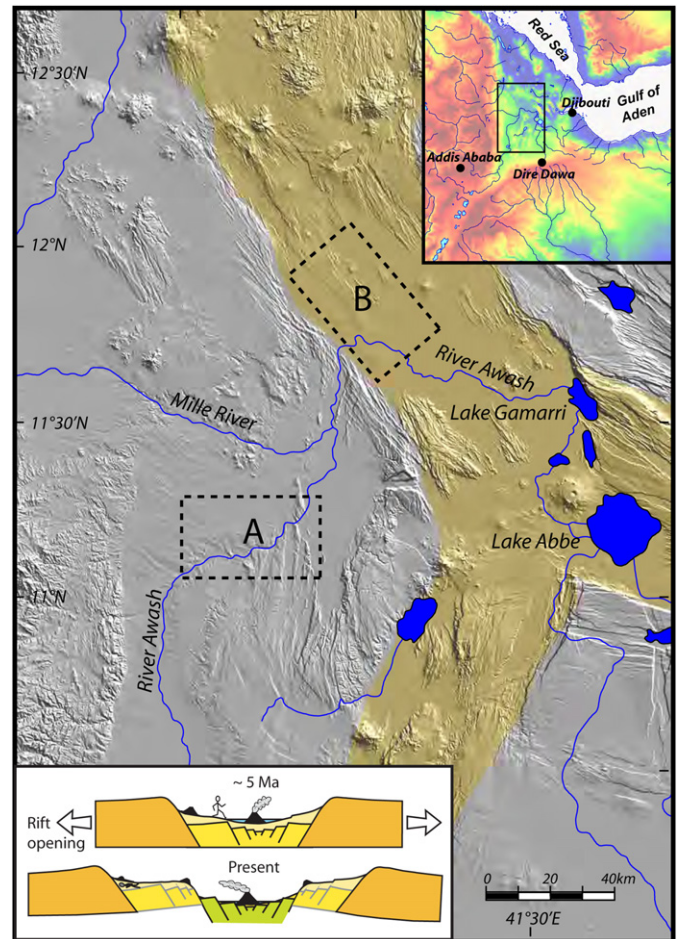 12°30'N
12°N
11°30'N
11°N
Red Sea
Djibouti
Gulf of
Aden
Addis Ababa
Dire Dawa
B
River Awash
Mille River
Lake Gamarri
A
Lake Abbe
River Awash
~ 5 Ma
Rift
opening
Present
0 20 40km
41°30'E